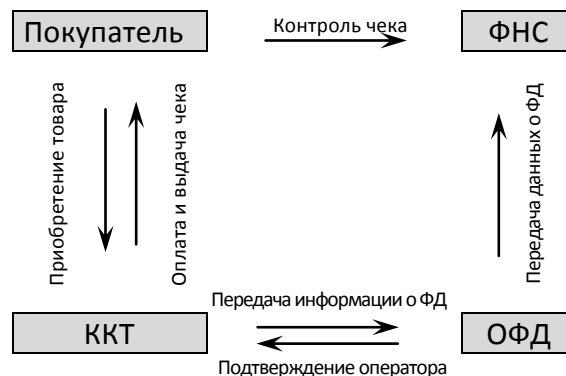 Покупатель
Контроль чека
ФНС
Приобретение товара
Оплата и выдача чека
Передача данных о ФД
Передача информации о ФД
ККТ
ОФД
Подтверждение оператора